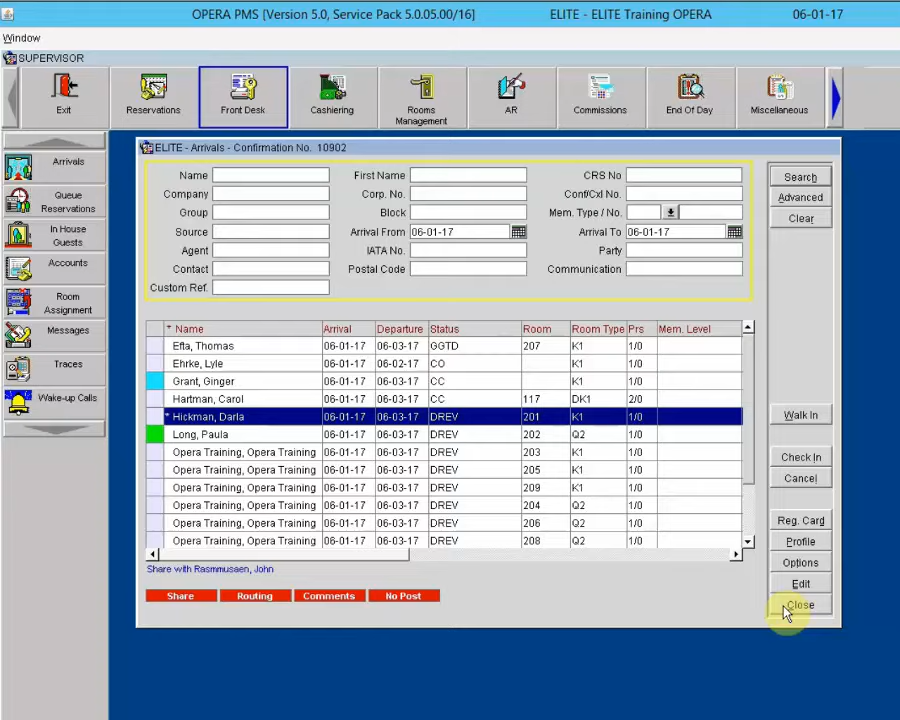 OPERA PMS [Version 5.0, Service Pack 5.0.05.00/16] ELITE - ELITE Training OPERA 06-01-17
Window
SUPERVISOR
Exit Reservations Front Desk Cashiering Rooms Management AR Commissions End Of Day Miscellaneous
Arrivals
Queue
Reservations
In House
Guests
Accounts
Room
Assignment
Messages
Traces
Wake-up Calls
ELITE - Arrivals - Confirmation No. 10902
Name First Name CRS No Search
Company Corp. No. Conf/Cxl No. Advanced
Group Block Mem. Type / No. Clear
Source Arrival From 06-01-17 Arrival To 06-01-17
Agent IATA No. Party
Contact Postal Code Communication
Custom Ref.
* Name Arrival Departure Status Room Room Type Prs Mem. Level
Efta, Thomas 06-01-17 06-03-17 GGTD 207 K1 1/0
Ehrke, Lyle 06-01-17 06-02-17 CO K1 1/0
Grant, Ginger 06-01-17 06-03-17 CC K1 1/0
Hartman, Carol 06-01-17 06-03-17 CC 117 DK1 2/0
* Hickman, Darla 06-01-17 06-03-17 DREV 201 K1 1/0
Long, Paula 06-01-17 06-03-17 DREV 202 Q2 1/0
Opera Training, Opera Training 06-01-17 06-03-17 DREV 203 K1 1/0
Opera Training, Opera Training 06-01-17 06-03-17 DREV 205 K1 1/0
Opera Training, Opera Training 06-01-17 06-03-17 DREV 209 K1 1/0
Opera Training, Opera Training 06-01-17 06-03-17 DREV 204 Q2 1/0
Opera Training, Opera Training 06-01-17 06-03-17 DREV 206 Q2 1/0
Opera Training, Opera Training 06-01-17 06-03-17 DREV 208 Q2 1/0
Share with Rasmmusaen, John
Share Routing Comments No Post
Walk In
Check In
Cancel
Reg. Card
Profile
Options
Edit
Close